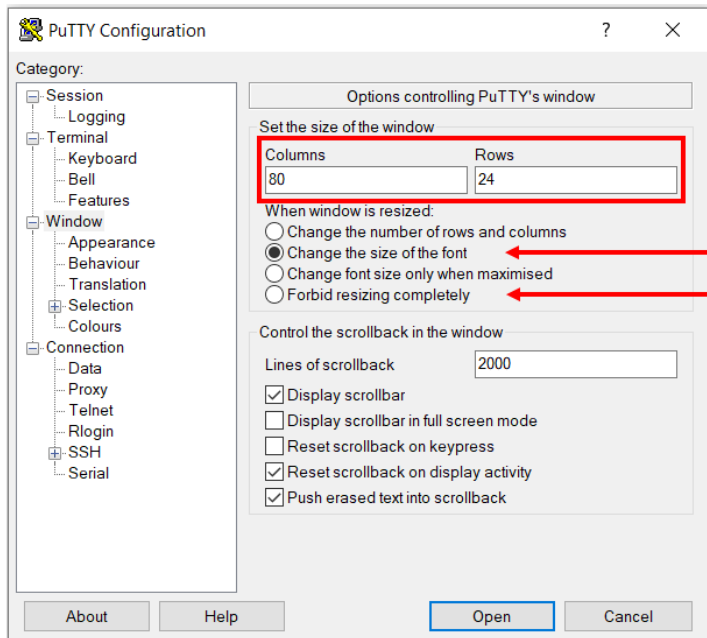 PuTTY Configuration
?
Category:
Session
Logging
Terminal
Keyboard
Bell
Features
Window
Appearance
Behaviour
Translation
Selection
Colours
Connection
Data
Proxy
Telnet
Rlogin
SSH
Serial
Options controlling PuTTY's window
Set the size of the window
Columns Rows
80 24
When window is resized:
Change the number of rows and columns
Change the size of the font
Change font size only when maximised
Forbid resizing completely
Control the scrollback in the window
Lines of scrollback 2000
Display scrollbar
Display scrollbar in full screen mode
Reset scrollback on keypress
Reset scrollback on display activity
Push erased text into scrollback
About Help Open Cancel